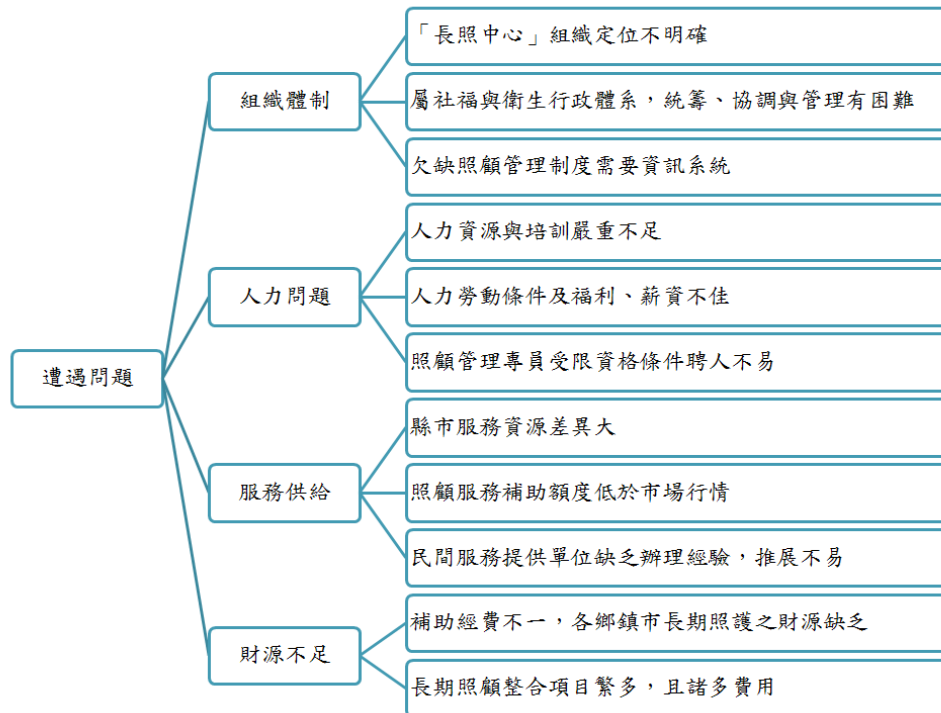 遭遇問題
組織體制
「長照中心」組織定位不明確
屬社福與衛生行政體系，統籌、協調與管理有困難
欠缺照顧管理制度需要資訊系統
人力問題
人力資源與培訓嚴重不足
人力勞動條件及福利、薪資不佳
照顧管理專員受限資格條件聘人不易
服務供給
縣市服務資源差異大
照顧服務補助額度低於市場行情
民間服務提供單位缺乏辦理經驗，推展不易
財源不足
補助經費不一，各鄉鎮市長期照護之財源缺乏
長期照顧整合項目繁多，且諸多費用